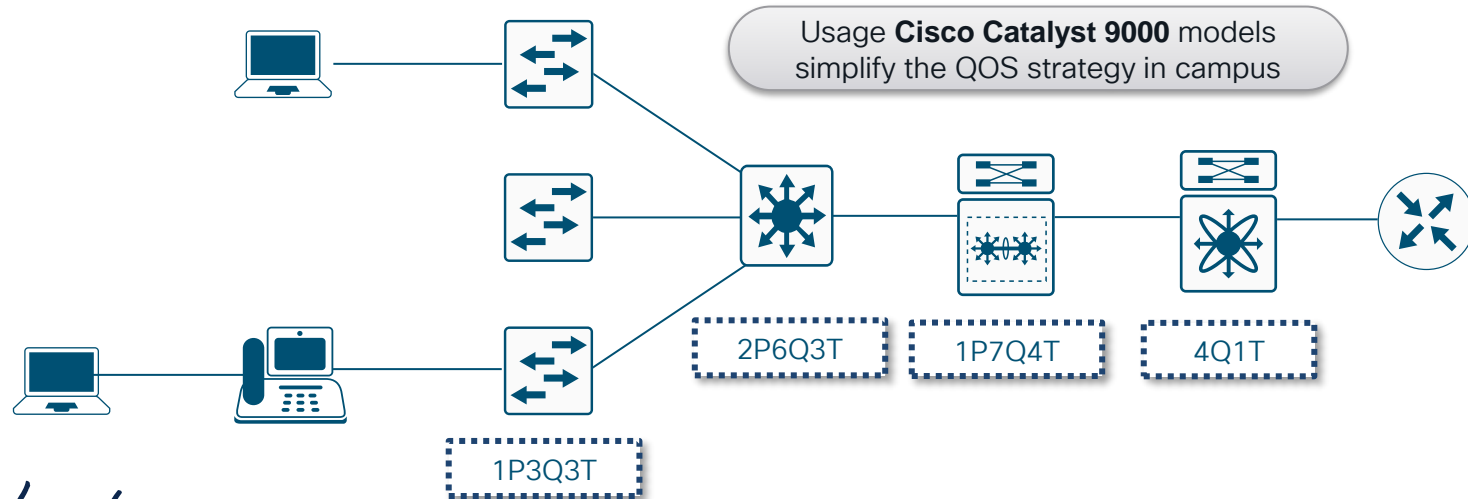 Usage Cisco Catalyst 9000 models
simplify the QOS strategy in campus
2P6Q3T
1P7Q4T
4Q1T
1P3Q3T